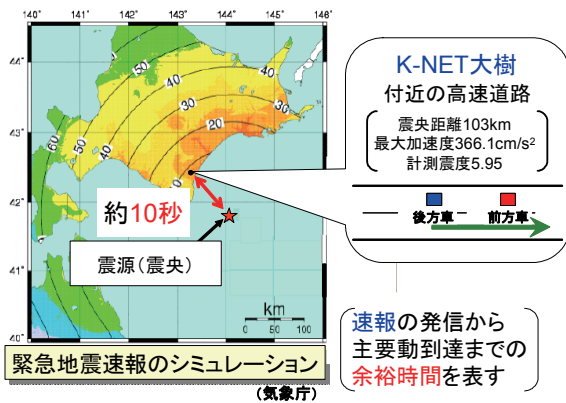 140° 141° 142° 143° 144° 145° 146°
44°
43°
42°
41°
40°
60
50
40
30
20
50
40
30
40
30
60
50
40
約10秒
震源(震央)
km
0 50 100
緊急地震速報のシミュレーション
(気象庁)
K-NET大樹
付近の高速道路
震央距離103km
最大加速度366.1cm/s²
計測震度5.95
後方車 前方車
速報の発信から
主要動到達までの
余裕時間を表す